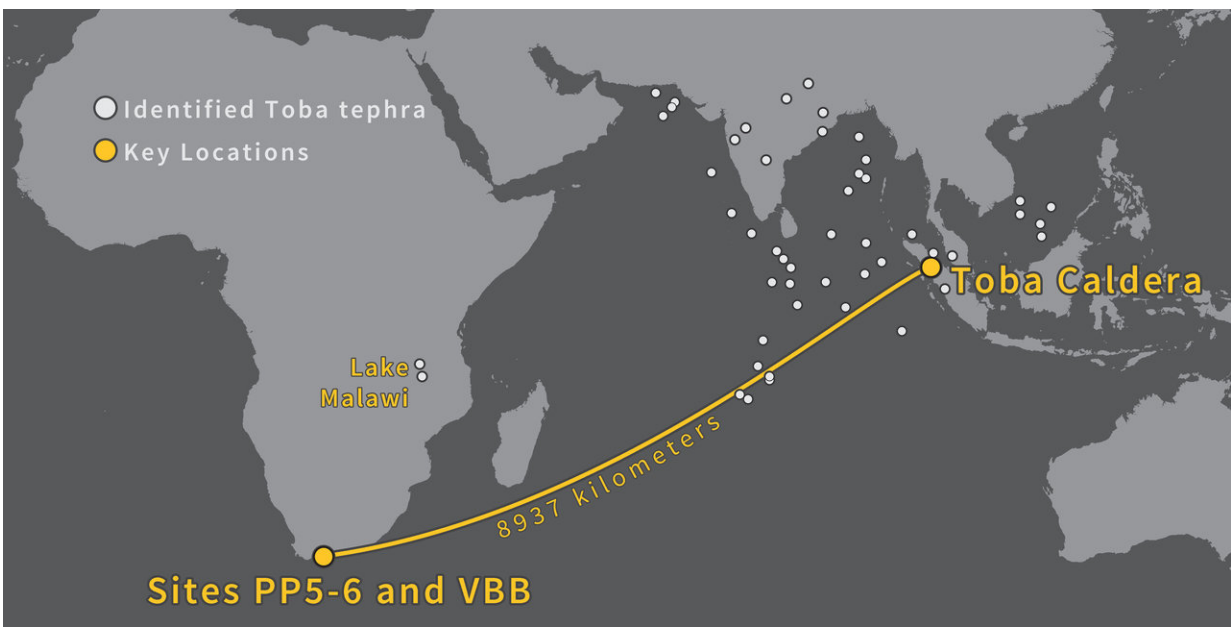 Identified Toba tephra
Key Locations
Toba Caldera
Lake
Malawi
8937 kilometers
Sites PP5-6 and VBB